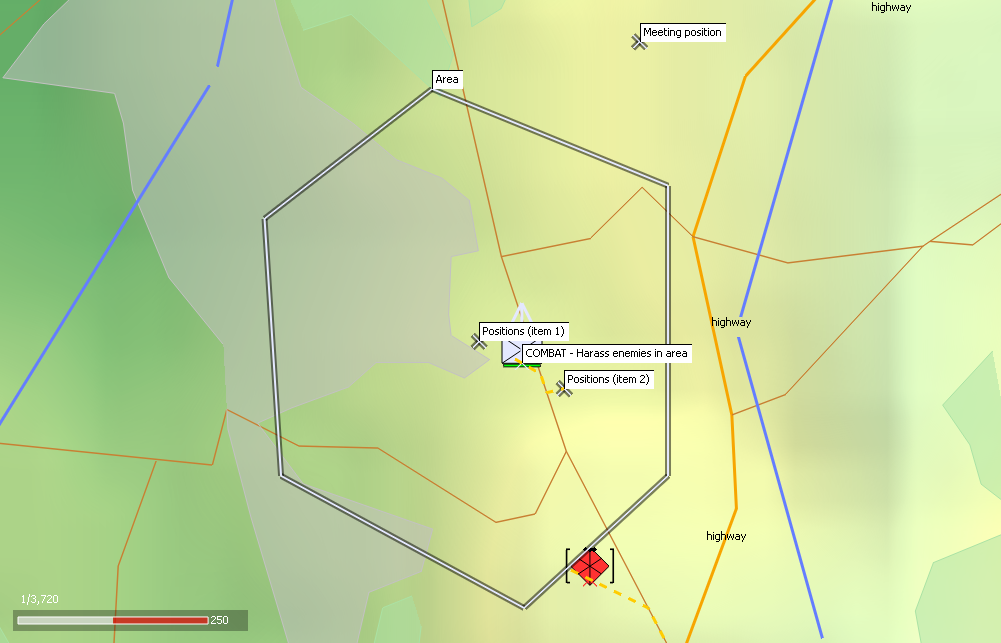 highway
Meeting position
Area
highway
Positions (item 1)
COMBAT - Harass enemies in area
Positions (item 2)
highway
1/3,720
250